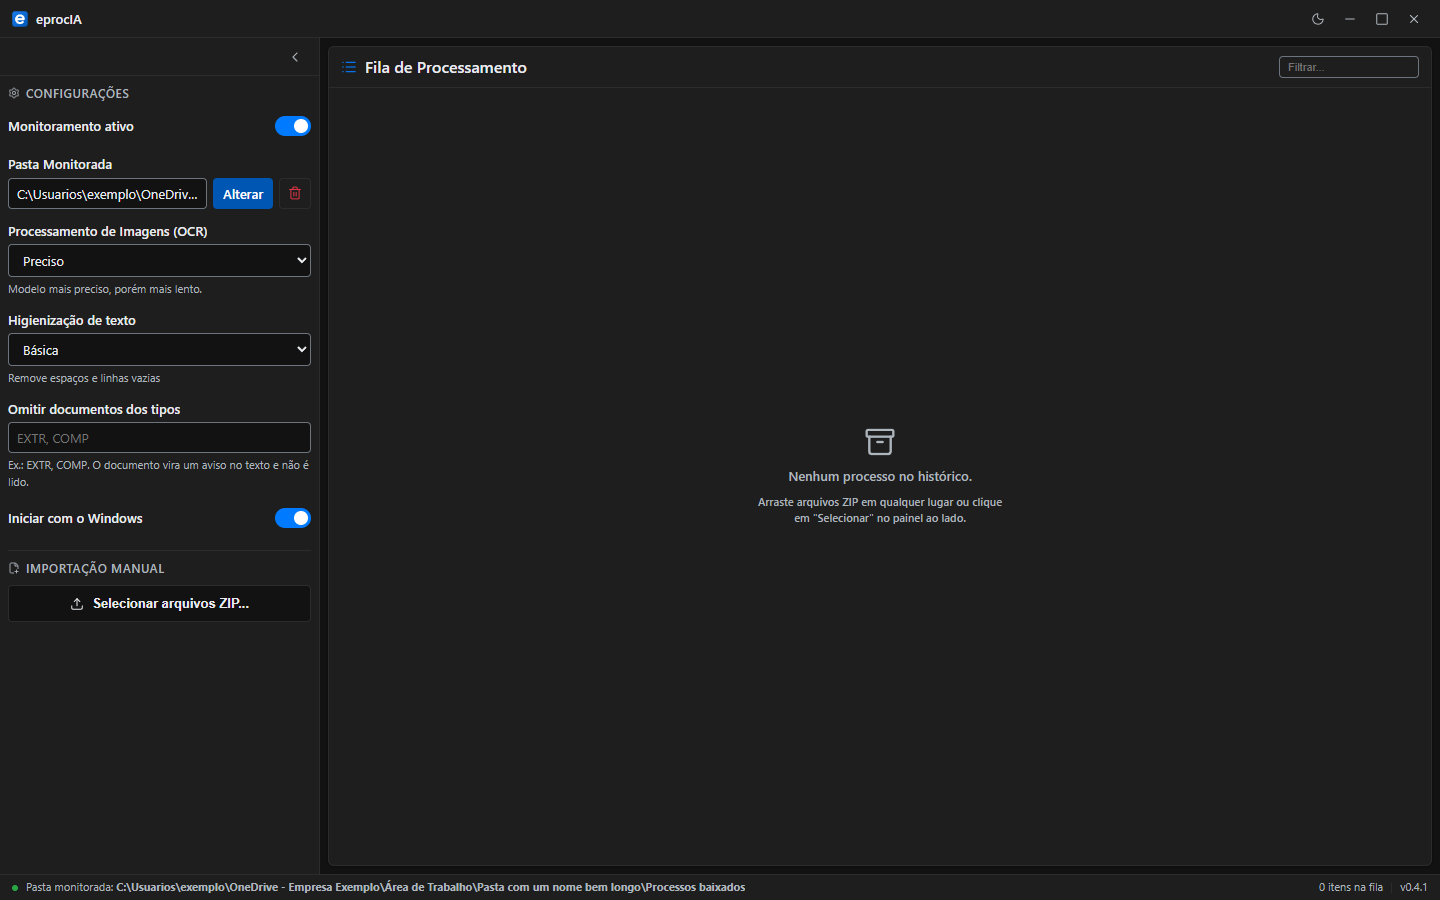 eprocIA
CONFIGURAÇÕES
Monitoramento ativo
Pasta Monitorada
C:\Usuarios\exemplo\OneDriv...
Alterar
Processamento de Imagens (OCR)
Preciso
Modelo mais preciso, porém mais lento.
Higienização de texto
Básica
Remove espaços e linhas vazias
Omitir documentos dos tipos
EXTR, COMP
Ex.: EXTR, COMP. O documento vira um aviso no texto e não é
lido.
Iniciar com o Windows
IMPORTAÇÃO MANUAL
Selecionar arquivos ZIP...
Fila de Processamento
Filtrar...
Nenhum processo no histórico.
Arraste arquivos ZIP em qualquer lugar ou clique
em "Selecionar" no painel ao lado.
Pasta monitorada: C:\Usuarios\exemplo\OneDrive - Empresa Exemplo\Área de Trabalho\Pasta com um nome bem longo\Processos baixados
0 itens na fila
v0.4.1